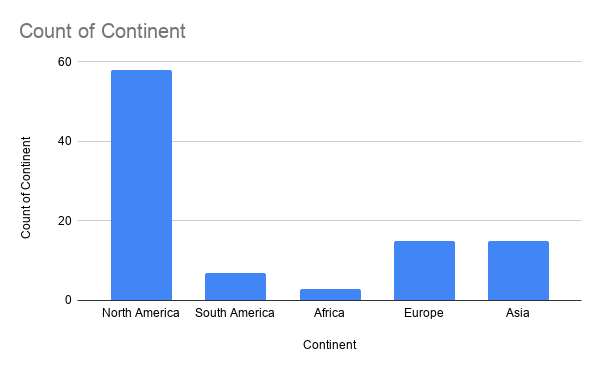 Count of Continent
60
40
20
0
Count of Continent
North America
South America
Africa
Europe
Asia
Continent